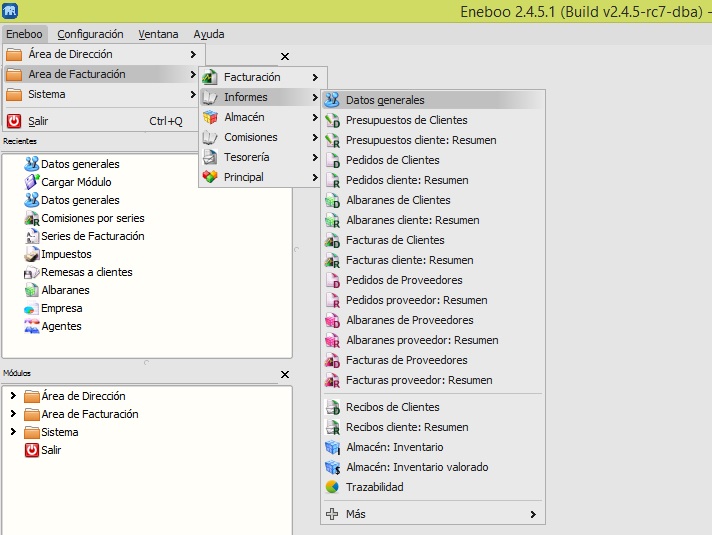 Eneboo 2.4.5.1 (Build v2.4.5-rc7-dba) -
Eneboo Configuración Ventana Ayuda
Área de Dirección
Area de Facturación
Sistema
Salir Ctrl+Q
Facturación
Informes
Almacén
Comisiones
Tesorería
Principal
Datos generales
Presupuestos de Clientes
Presupuestos cliente: Resumen
Pedidos de Clientes
Pedidos cliente: Resumen
Albaranes de Clientes
Albaranes cliente: Resumen
Facturas de Clientes
Facturas cliente: Resumen
Pedidos de Proveedores
Pedidos proveedor: Resumen
Albaranes de Proveedores
Albaranes proveedor: Resumen
Facturas de Proveedores
Facturas proveedor: Resumen
Recibos de Clientes
Recibos cliente: Resumen
Almacén: Inventario
Almacén: Inventario valorado
Trazabilidad
Más
Recientes
Datos generales
Cargar Módulo
Datos generales
Comisiones por series
Series de Facturación
Impuestos
Remesas a clientes
Albaranes
Empresa
Agentes
Módulos
Área de Dirección
Area de Facturación
Sistema
Salir